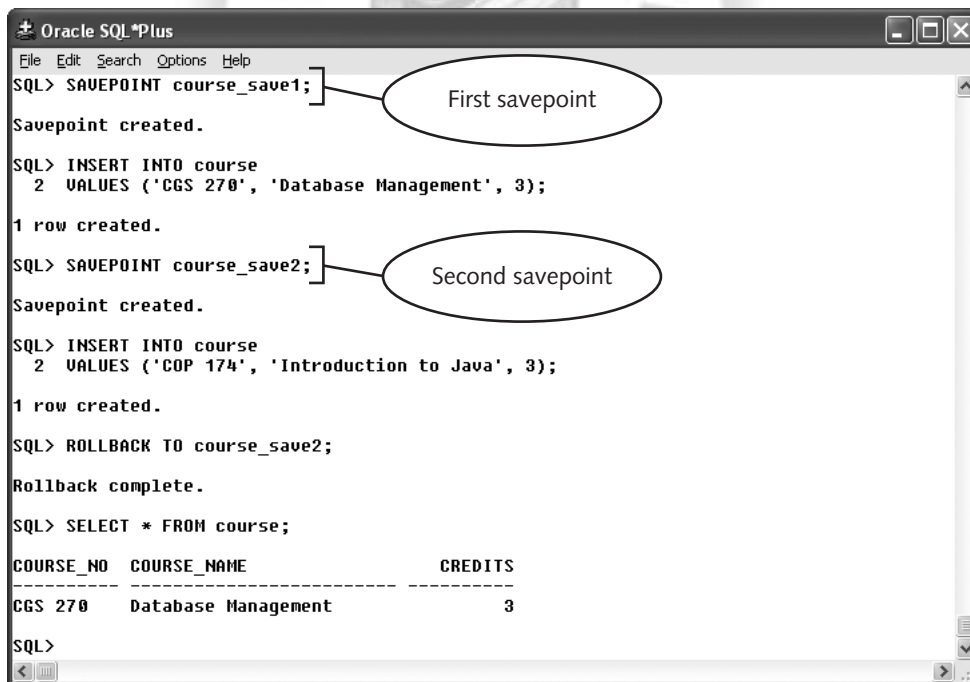 Oracle SQL*Plus
File Edit Search Options Help
SQL> SAVEPOINT course_save1;
First savepoint
Savepoint created.
SQL> INSERT INTO course
2 VALUES ('CGS 270', 'Database Management', 3);
1 row created.
SQL> SAVEPOINT course_save2;
Second savepoint
Savepoint created.
SQL> INSERT INTO course
2 VALUES ('COP 174', 'Introduction to Java', 3);
1 row created.
SQL> ROLLBACK TO course_save2;
Rollback complete.
SQL> SELECT * FROM course;
COURSE_NO COURSE_NAME CREDITS
---------- ------------------------- ----------
CGS 270 Database Management 3
SQL>